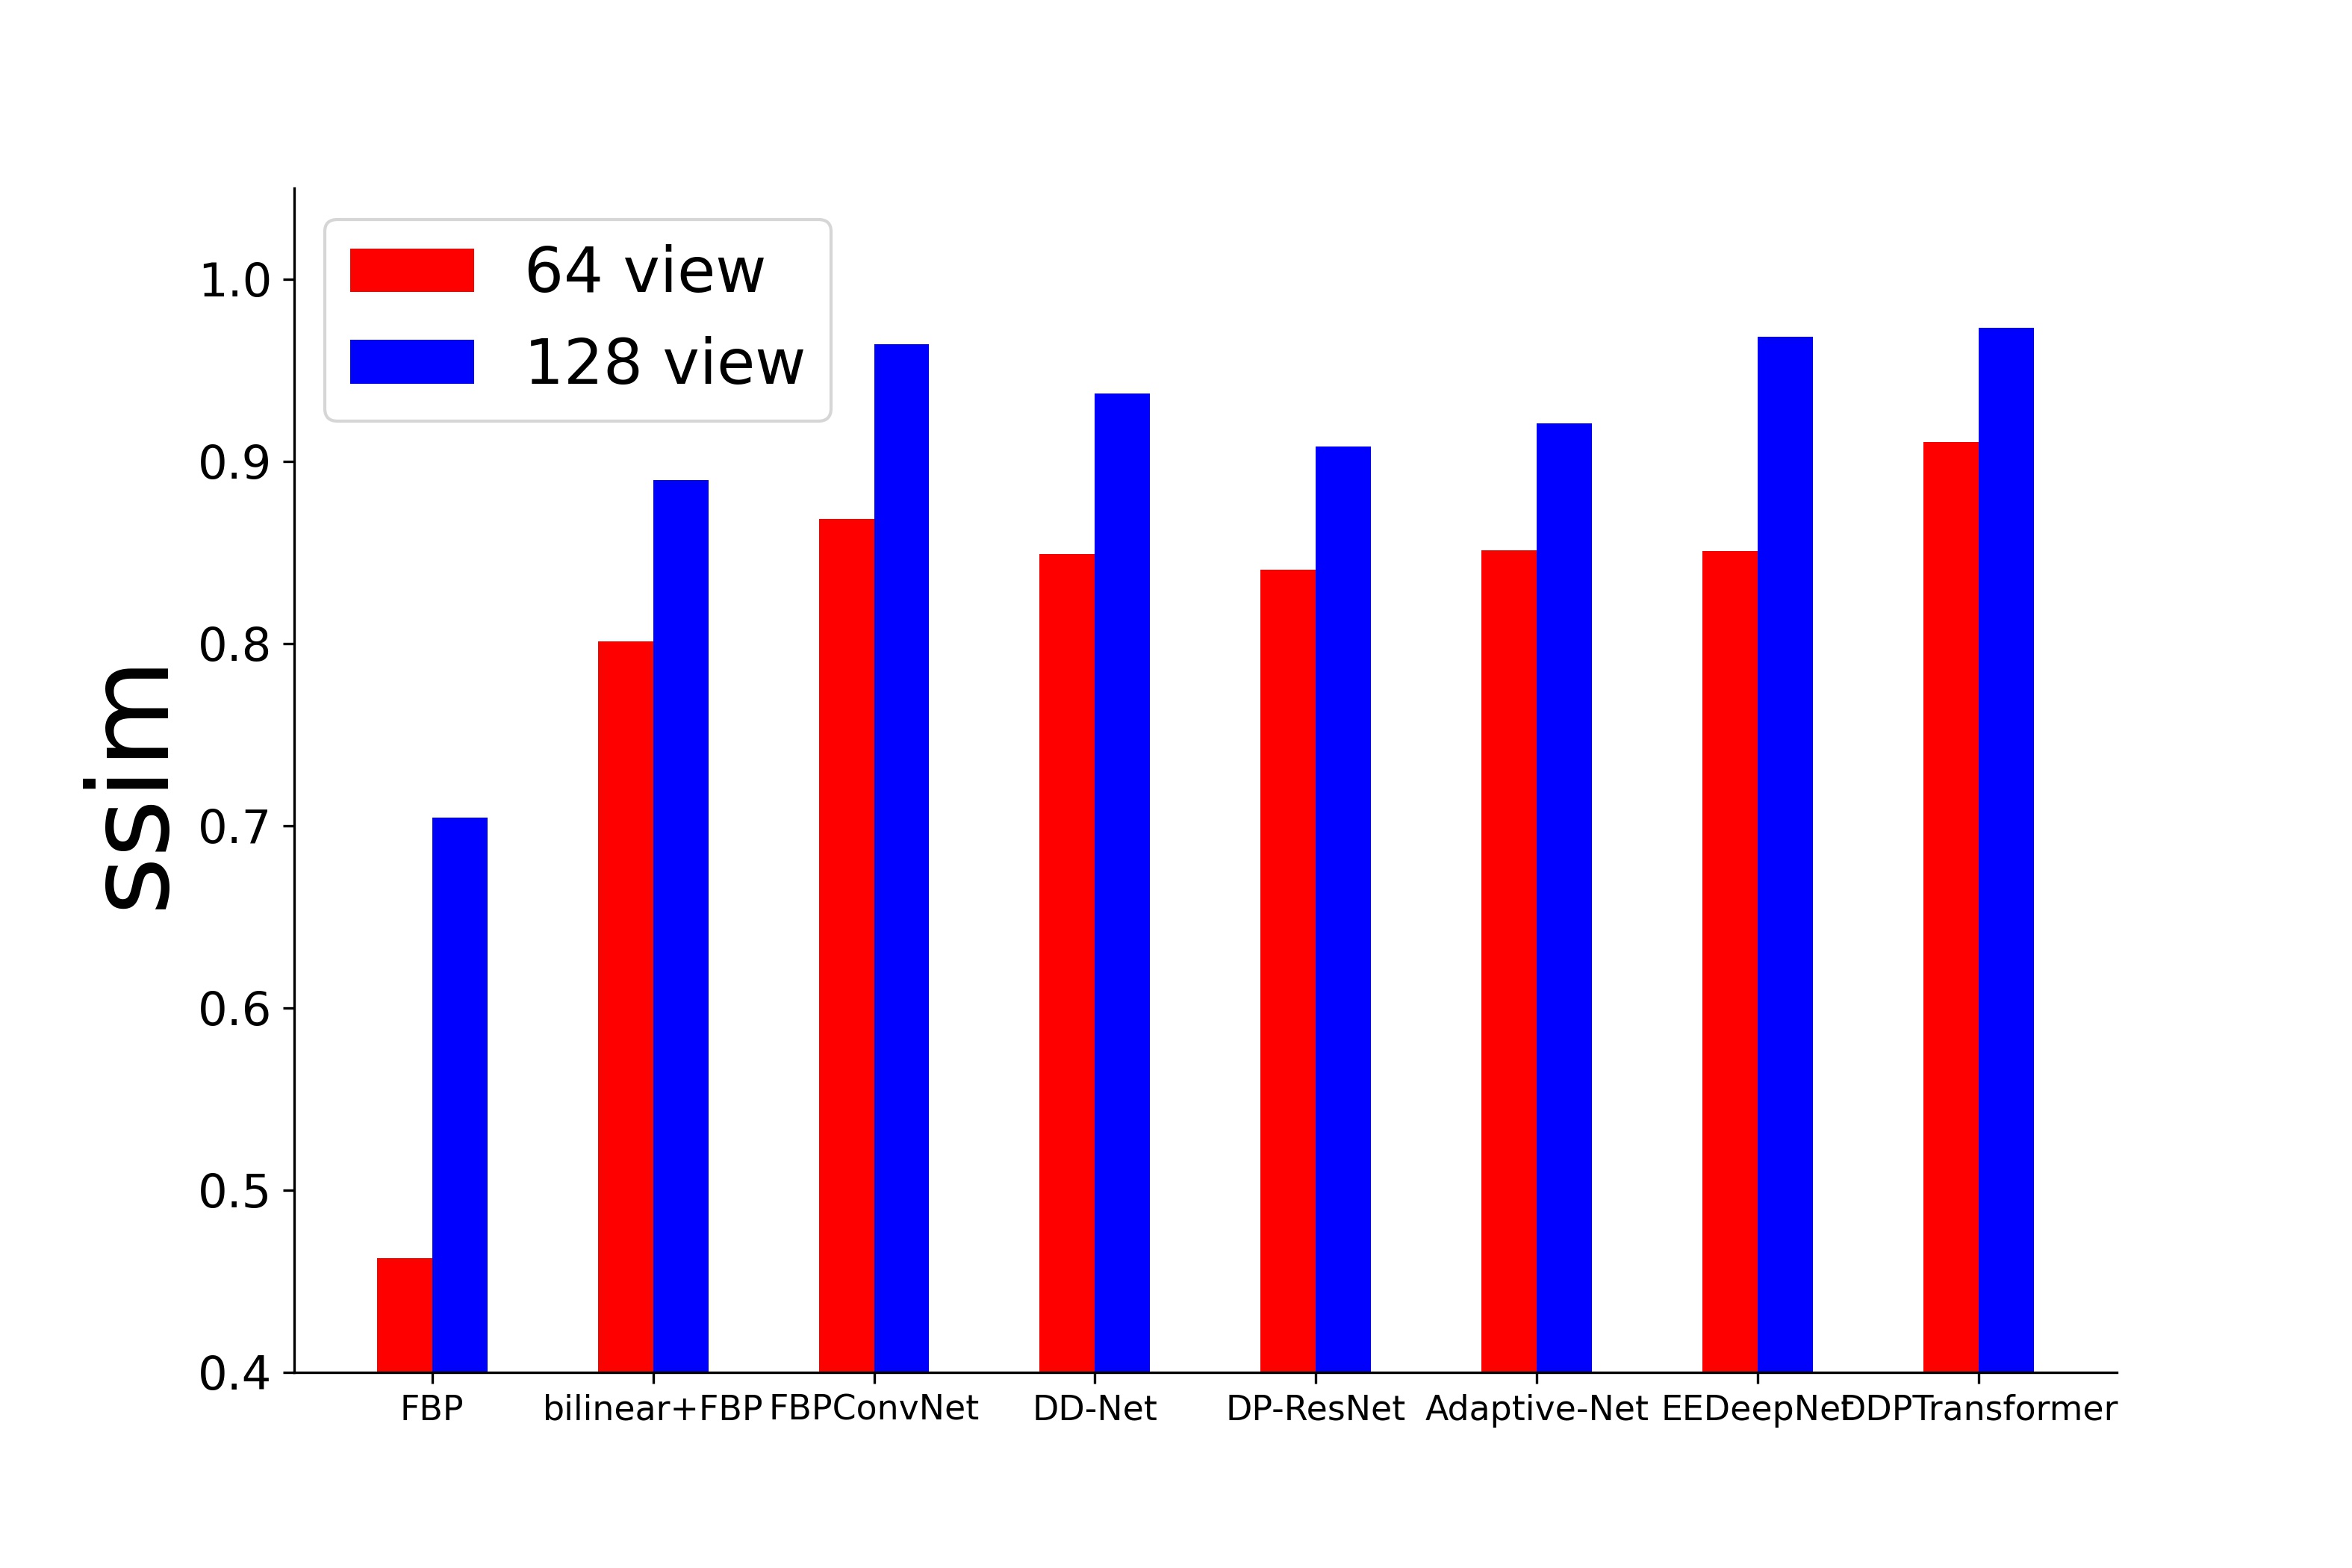 64 view
128 view
ssim
1.0
0.9
0.8
0.7
0.6
0.5
0.4
FBP bilinear+FBP FBPConvNet DD-Net DP-ResNet Adaptive-Net EEDeepNet DDPTransformer